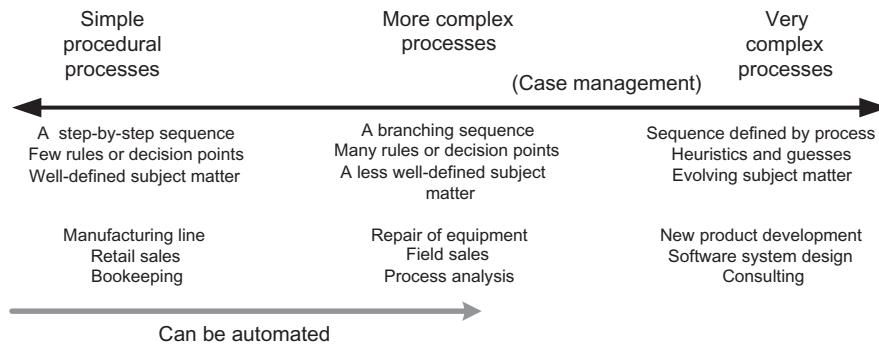 Simple
procedural
processes
More complex
processes
Very
complex
processes
(Case management)
A step-by-step sequence
Few rules or decision points
Well-defined subject matter
A branching sequence
Many rules or decision points
A less well-defined subject
matter
Sequence defined by process
Heuristics and guesses
Evolving subject matter
Manufacturing line
Retail sales
Bookeeping
Repair of equipment
Field sales
Process analysis
New product development
Software system design
Consulting
Can be automated